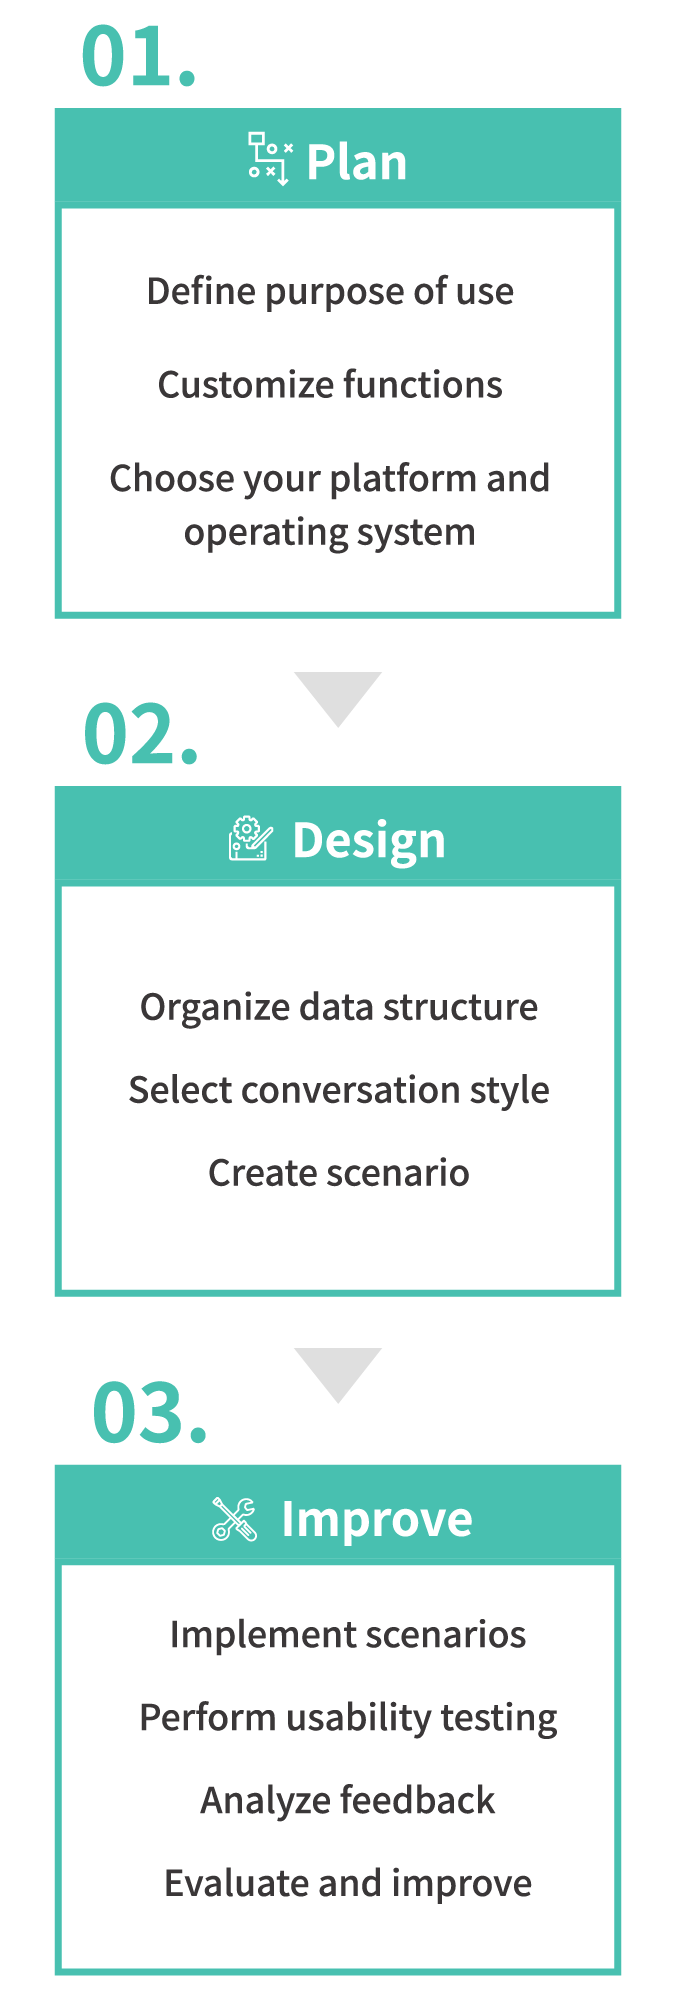 01.
Plan
Define purpose of use
Customize functions
Choose your platform and
operating system
02.
Design
Organize data structure
Select conversation style
Create scenario
03.
Improve
Implement scenarios
Perform usability testing
Analyze feedback
Evaluate and improve